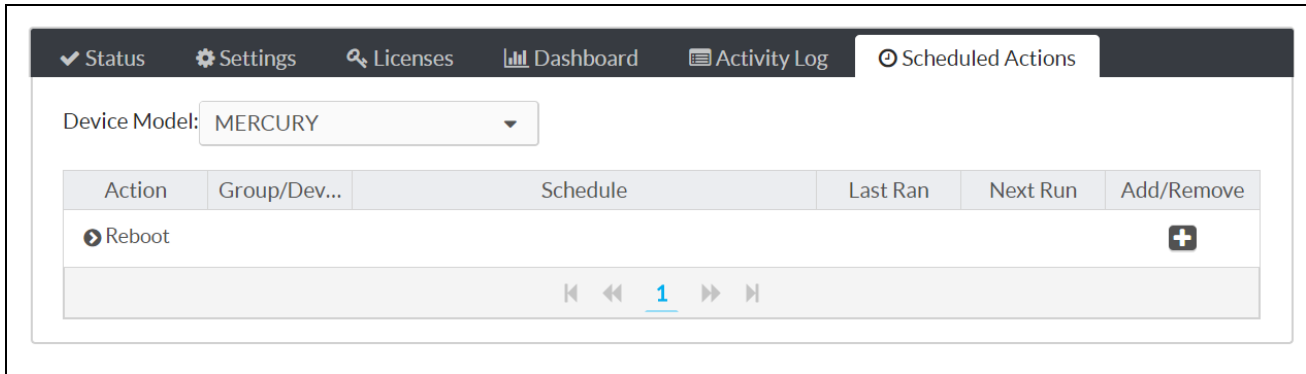 Status Settings Licenses Dashboard Activity Log Scheduled Actions
Device Model: MERCURY
Action Group/Dev... Schedule Last Ran Next Run Add/Remove
Reboot
1